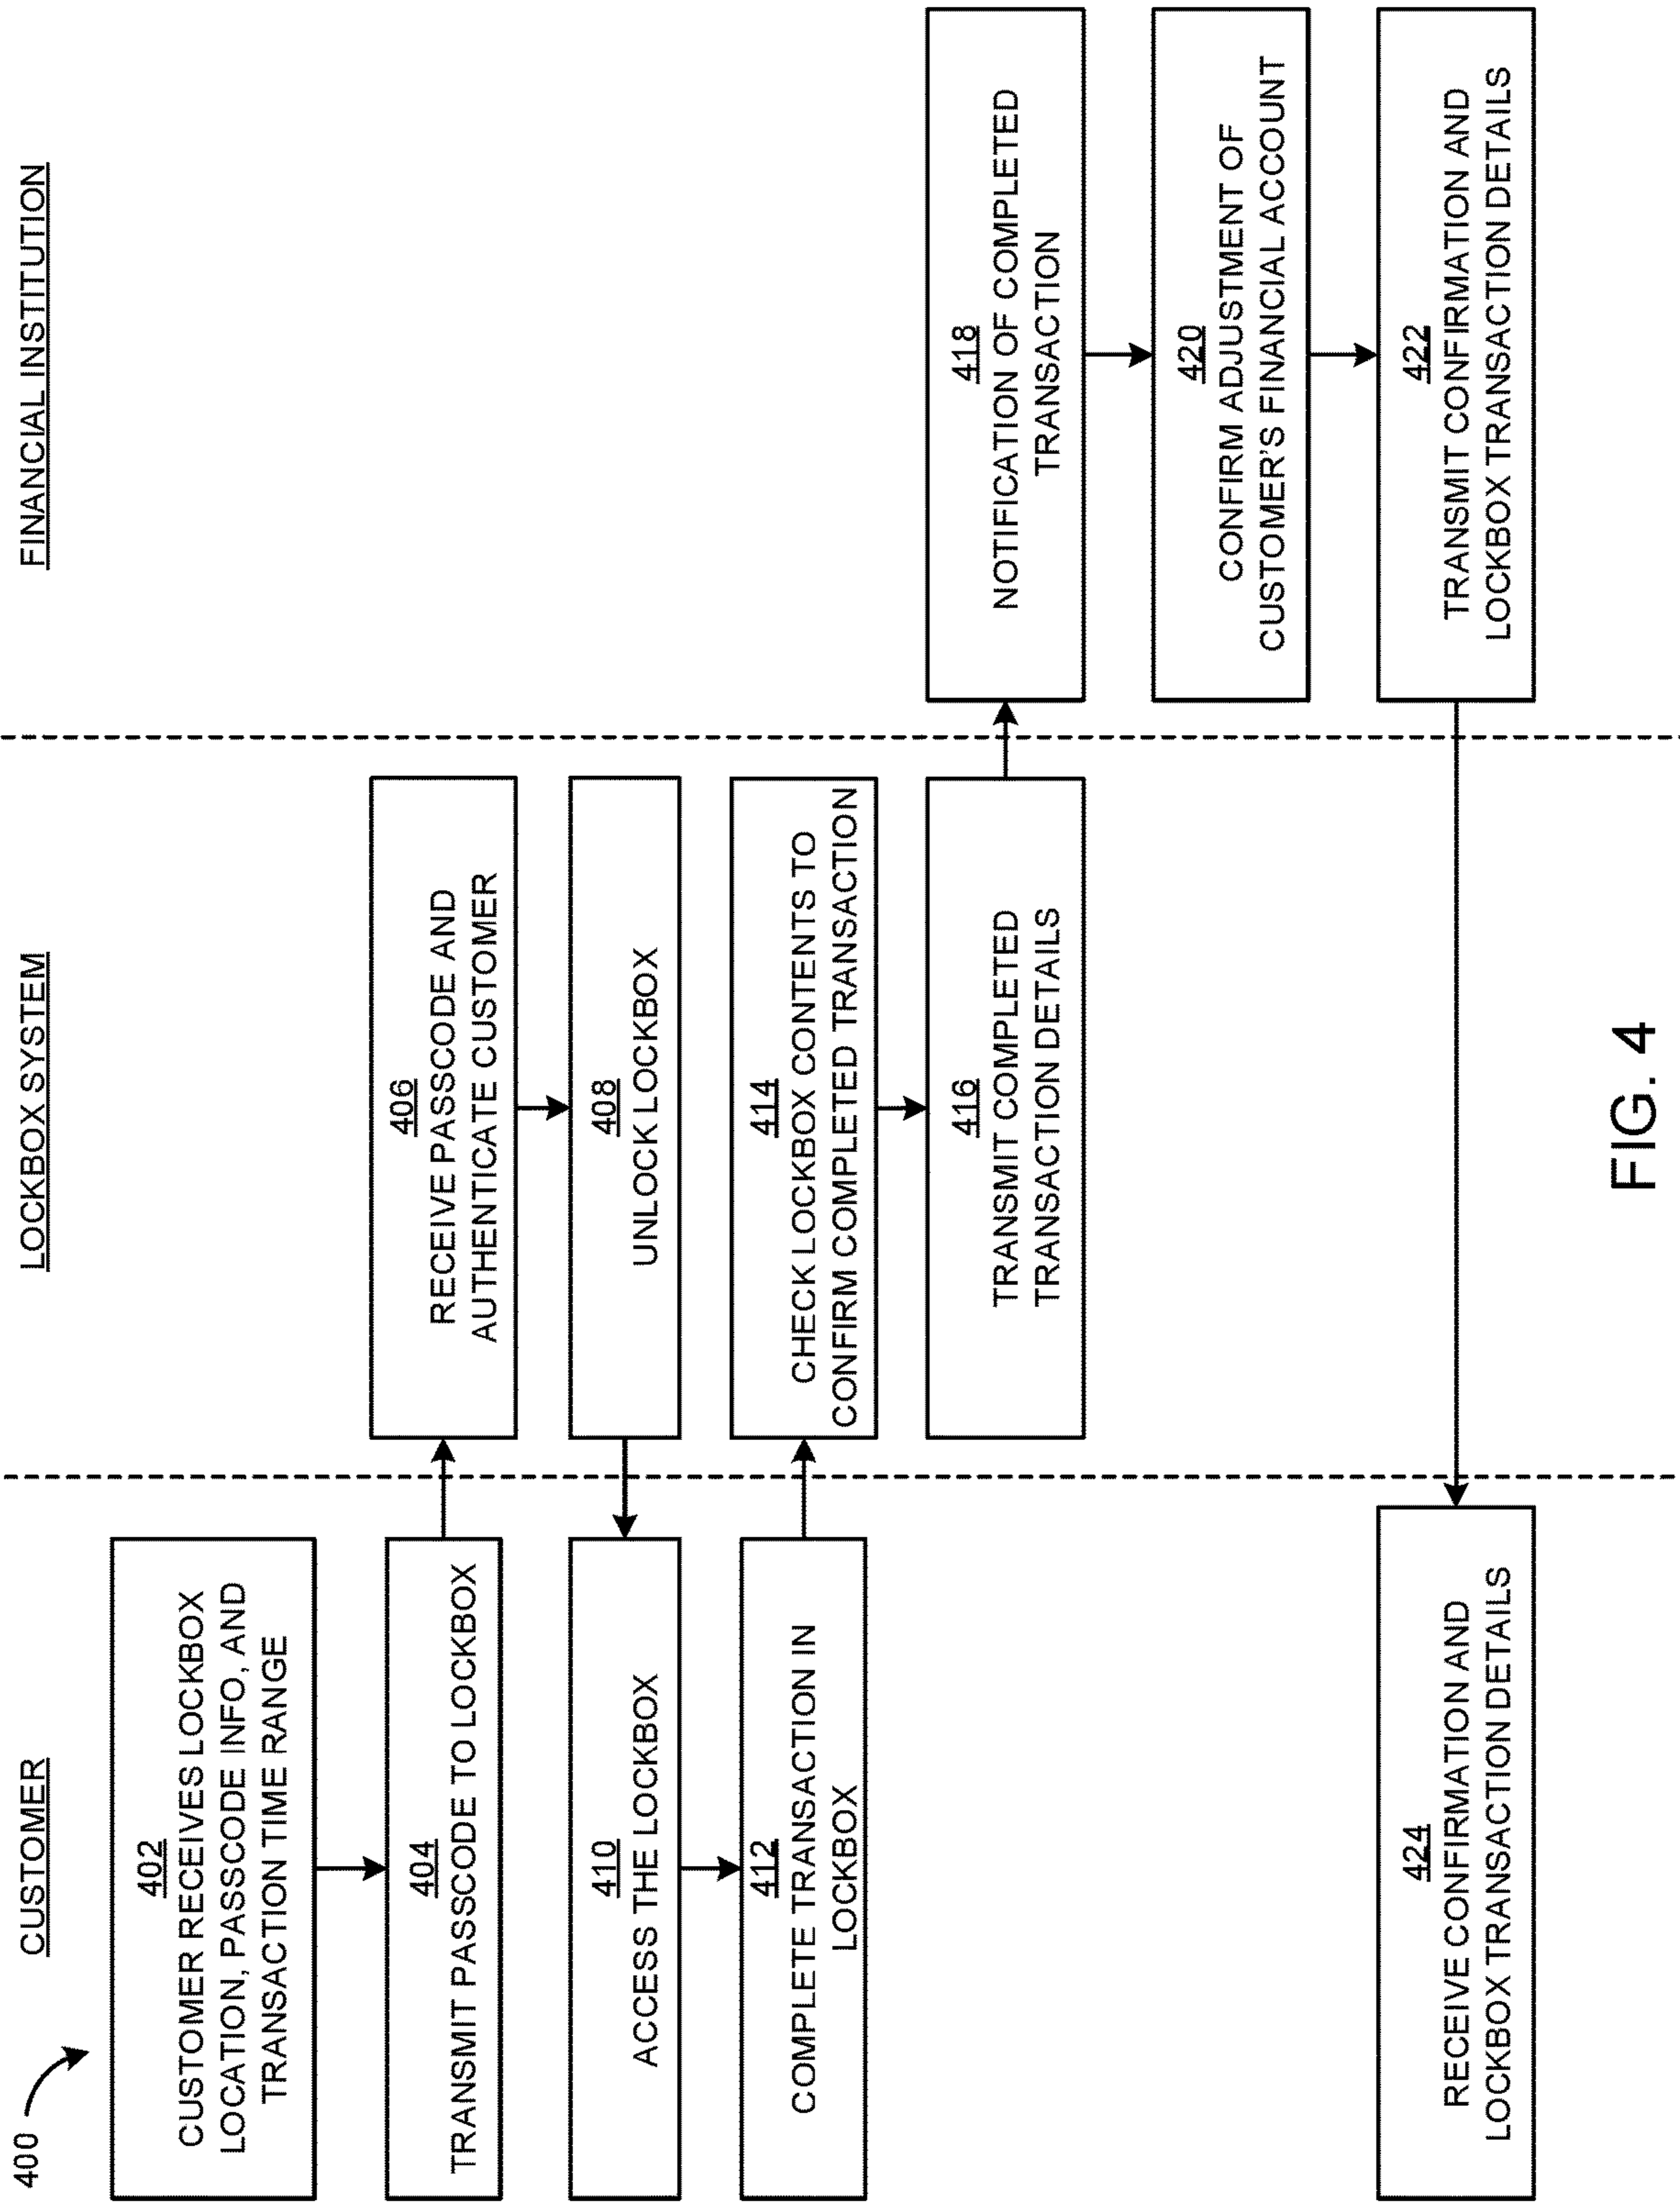 400
CUSTOMER
LOCKBOX SYSTEM
FINANCIAL INSTITUTION
402
CUSTOMER RECEIVES LOCKBOX
LOCATION, PASSCODE INFO, AND
TRANSACTION TIME RANGE
404
TRANSMIT PASSCODE TO LOCKBOX
406
RECEIVE PASSCODE AND
AUTHENTICATE CUSTOMER
408
UNLOCK LOCKBOX
410
ACCESS THE LOCKBOX
412
COMPLETE TRANSACTION IN
LOCKBOX
414
CHECK LOCKBOX CONTENTS TO
CONFIRM COMPLETED TRANSACTION
416
TRANSMIT COMPLETED
TRANSACTION DETAILS
418
NOTIFICATION OF COMPLETED
TRANSACTION
420
CONFIRM ADJUSTMENT OF
CUSTOMER'S FINANCIAL ACCOUNT
422
TRANSMIT CONFIRMATION AND
LOCKBOX TRANSACTION DETAILS
424
RECEIVE CONFIRMATION AND
LOCKBOX TRANSACTION DETAILS
FIG. 4